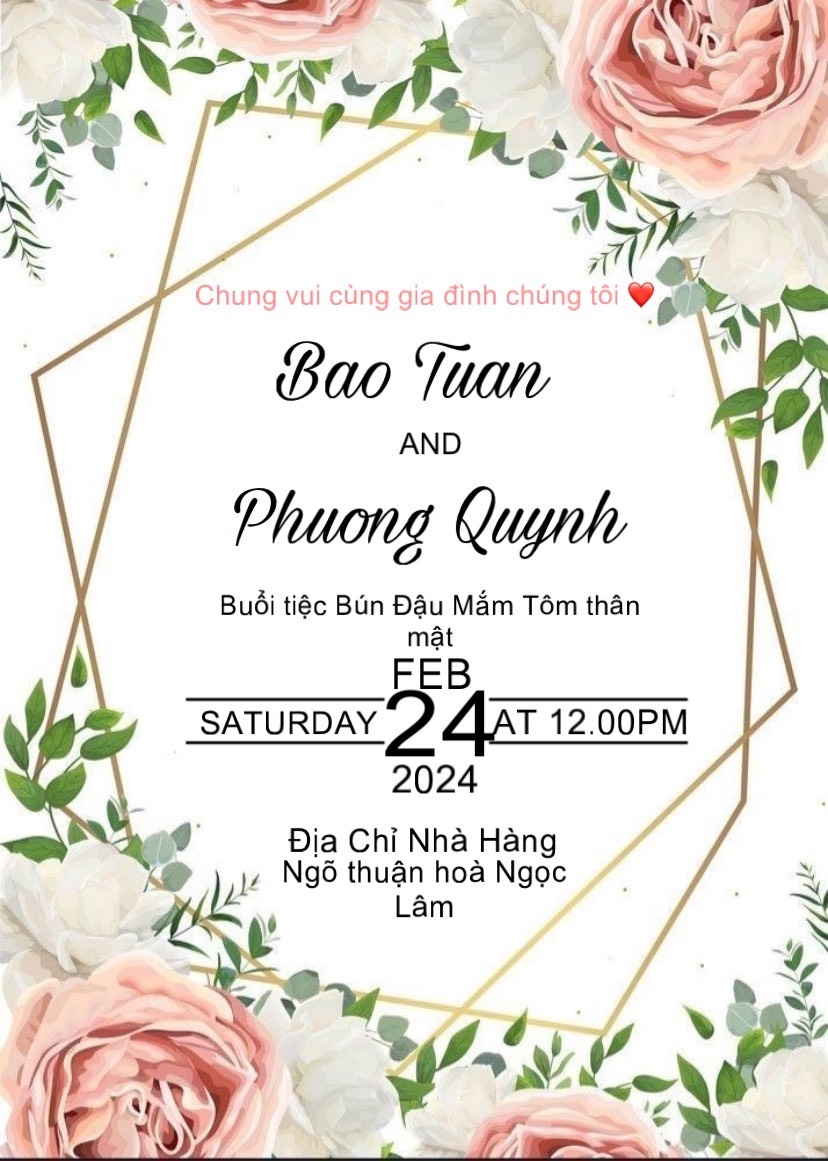 Chung vui cùng gia đình chúng tôi ❤️
Bao Tuan
AND
Phuong Quynh
Buổi tiệc Bún Đậu Mắm Tôm thân
mật
FEB
SATURDAY 24 AT 12.00PM
2024
Địa Chỉ Nhà Hàng
Ngõ thuận hoà Ngọc
Lâm